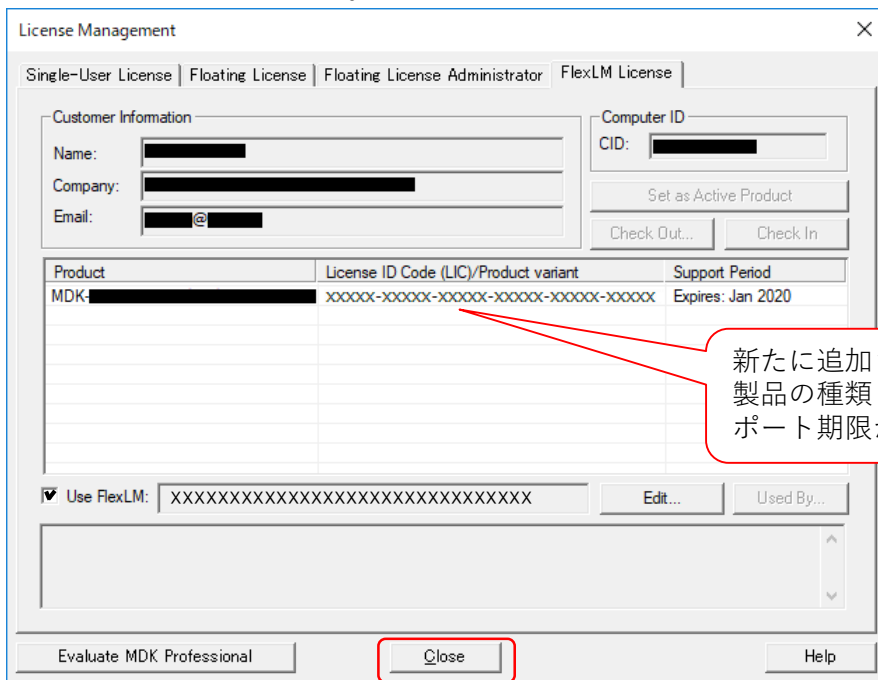 License Management
Single-User License Floating License Floating License Administrator FlexLM License
Customer Information
Computer ID
Name:
CID:
Company:
Set as Active Product
Email: @
Check Out... Check In
Product License ID Code (LIC)/Product variant Support Period
MDK- XXXXX-XXXXX-XXXXX-XXXXX-XXXXX-XXXXX Expires: Jan 2020
新たに追加
製品の種類
ポート期限
Use FlexLM: XXXXXXXXXXXXXXXXXXXXXXXXXXXXXXX Edit... Used By...
Evaluate MDK Professional Close Help